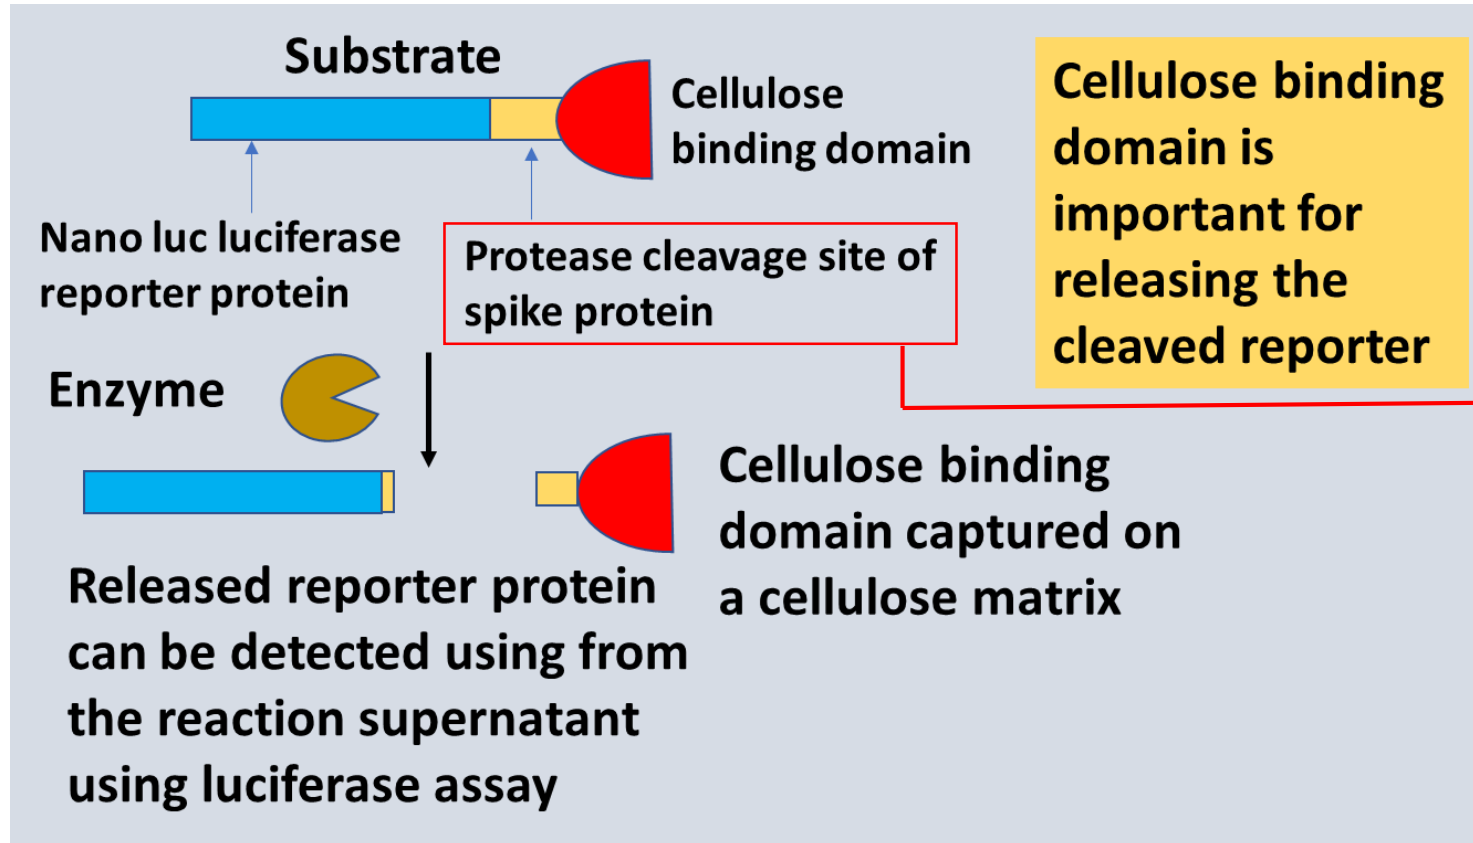 Substrate
Cellulose
binding domain
Nano luc luciferase
reporter protein
Protease cleavage site of
spike protein
Cellulose binding
domain is
important for
releasing the
cleaved reporter
Enzyme
Cellulose binding
domain captured on
a cellulose matrix
Released reporter protein
can be detected using from
the reaction supernatant
using luciferase assay